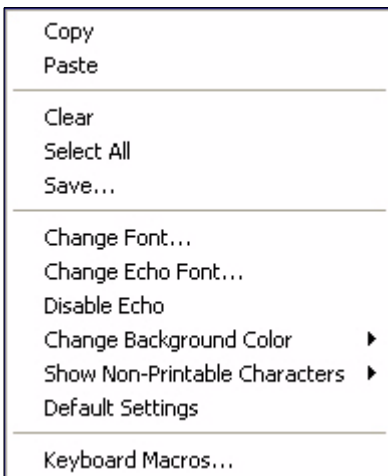 Copy
Paste
Clear
Select All
Save...
Change Font...
Change Echo Font...
Disable Echo
Change Background Color
Show Non-Printable Characters
Default Settings
Keyboard Macros...